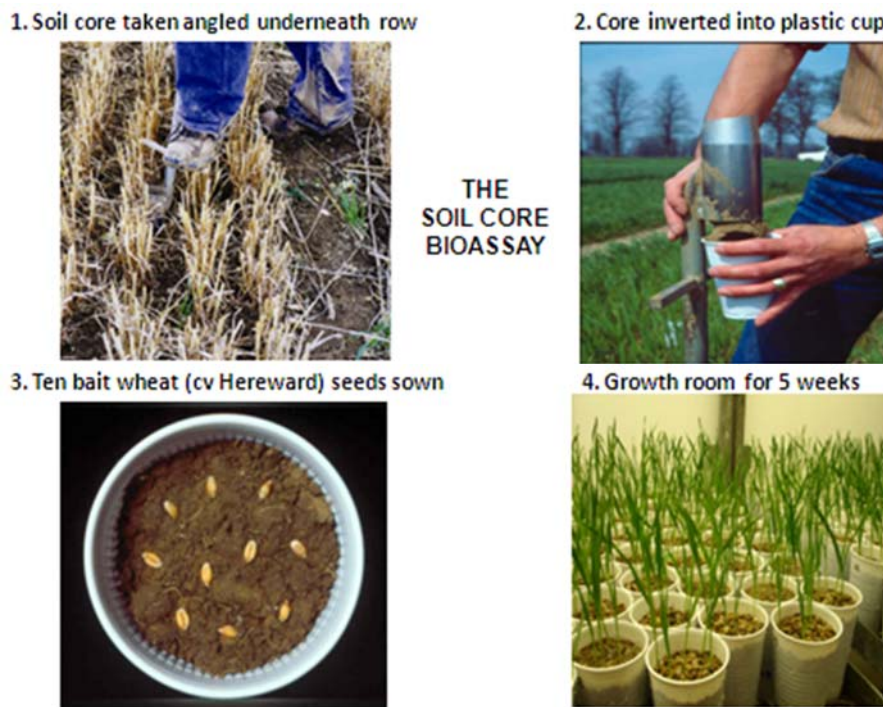 1. Soil core taken angled underneath row
2. Core inverted into plastic cup
THE
SOIL CORE
BIOASSAY
3. Ten bait wheat (cv Hereward) seeds sown
4. Growth room for 5 weeks